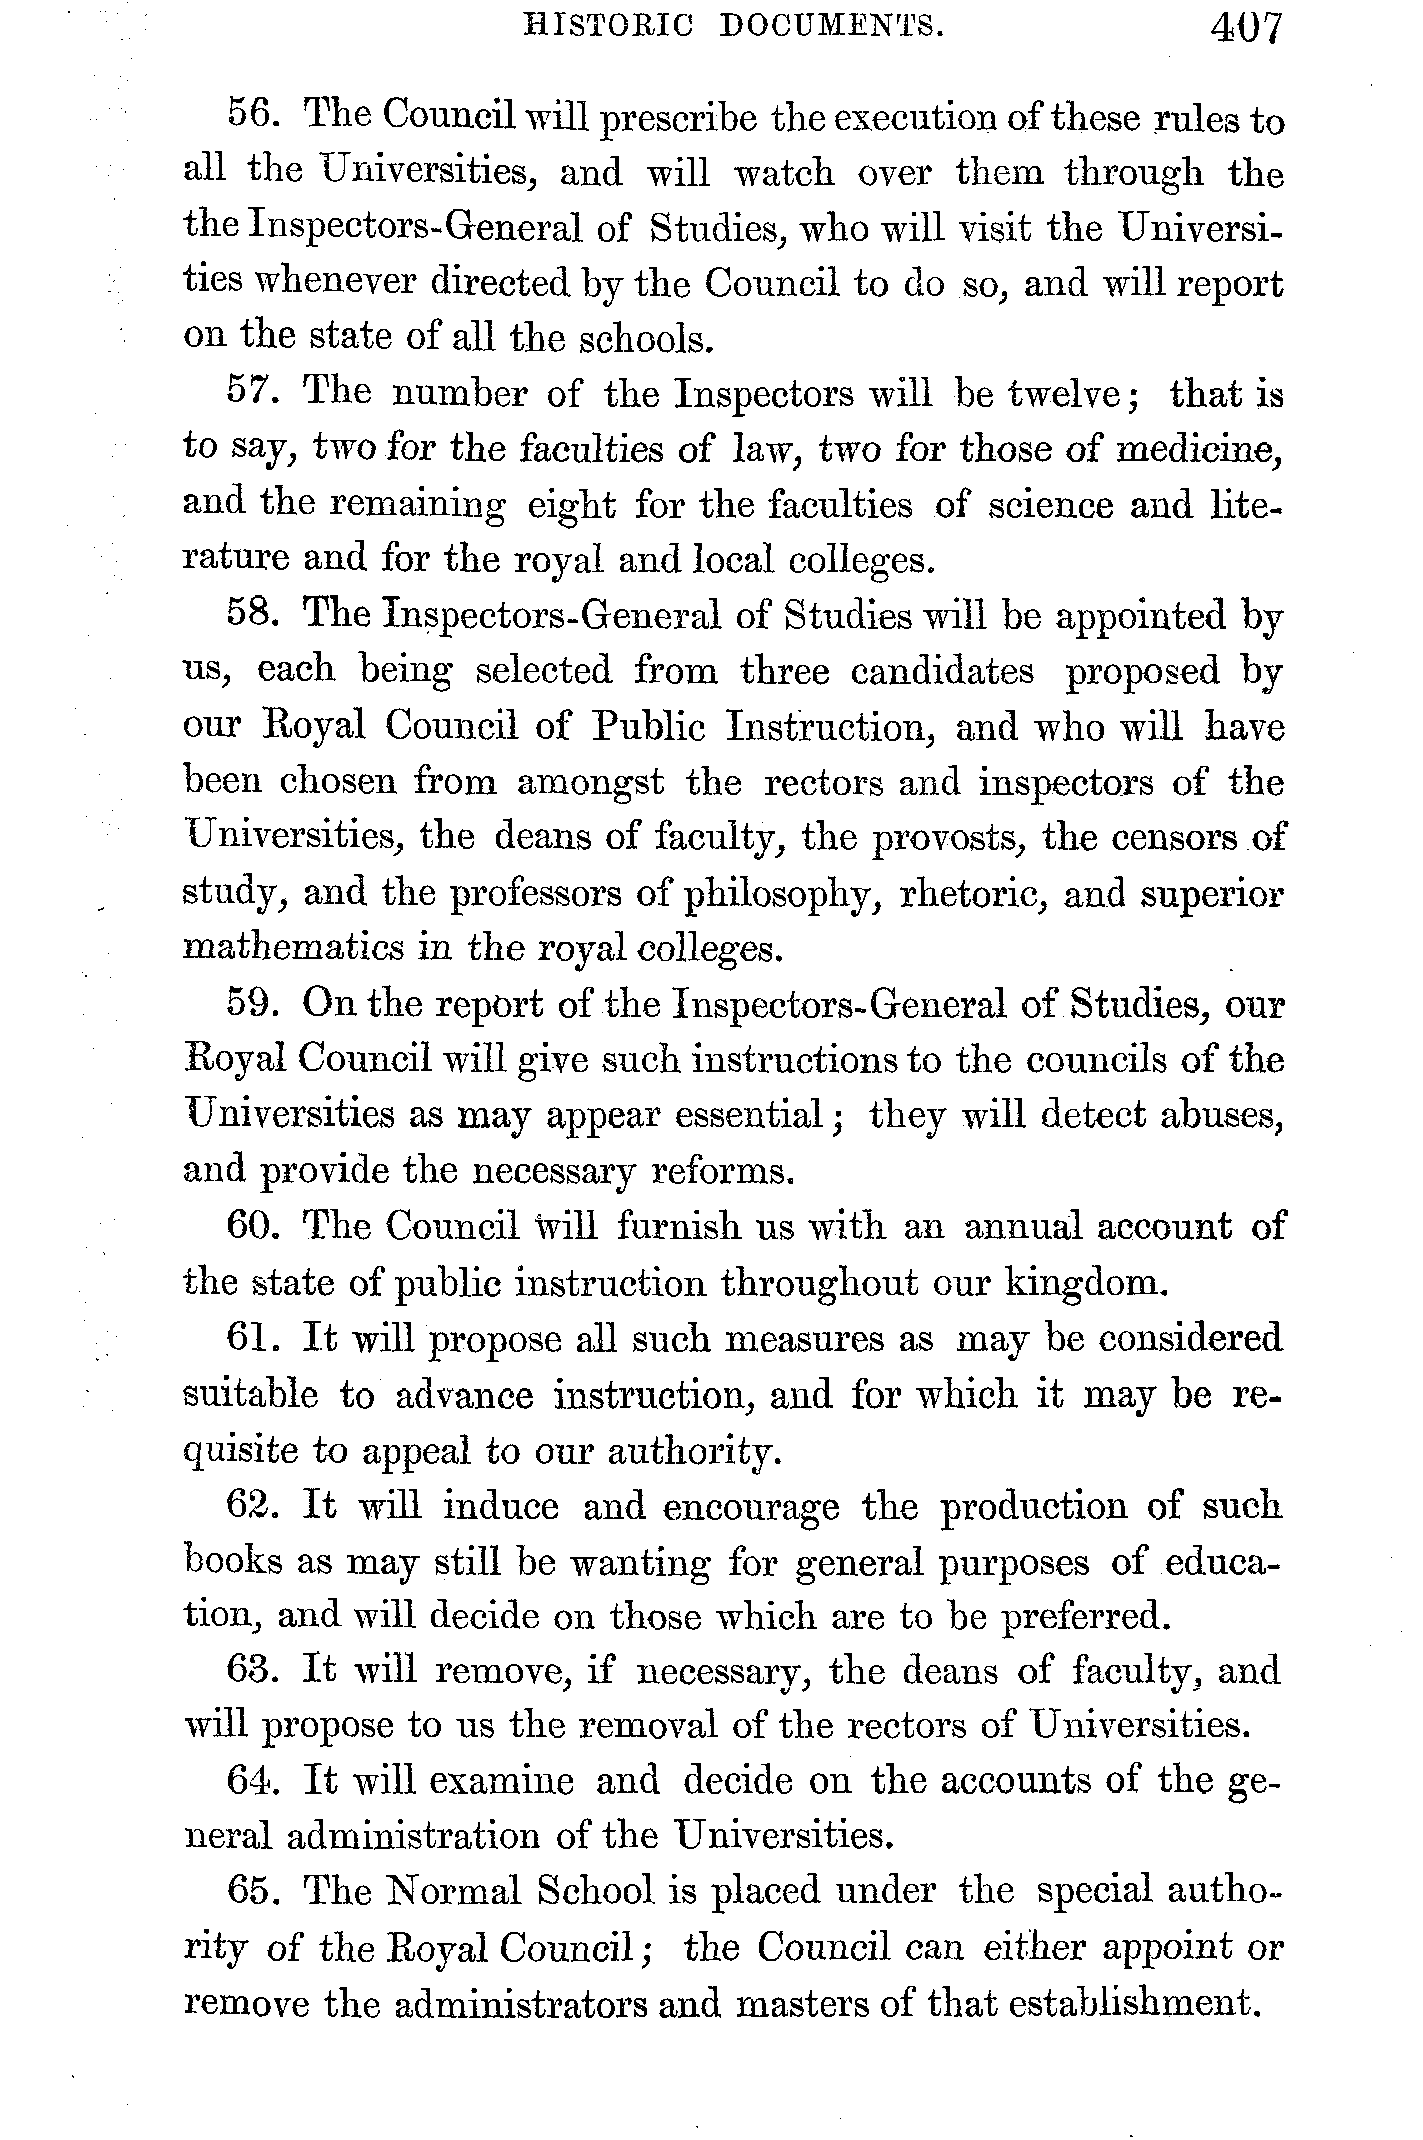 HISTORIC DOCUMENTS. 407
56. The Council will prescribe the execution of these rules to
all the Universities, and will watch over them through the
the Inspectors-General of Studies, who will visit the Universi-
ties whenever directed by the Council to do so, and will report
on the state of all the schools.
57. The number of the Inspectors will be twelve; that is
to say, two for the faculties of law, two for those of medicine,
and the remaining eight for the faculties of science and lite-
rature and for the royal and local colleges.
58. The Inspectors-General of Studies will be appointed by
us, each being selected from three candidates proposed by
our Royal Council of Public Instruction, and who will have
been chosen from amongst the rectors and inspectors of the
Universities, the deans of faculty, the provosts, the censors of
study, and the professors of philosophy, rhetoric, and superior
mathematics in the royal colleges.
59. On the report of the Inspectors-General of Studies, our
Royal Council will give such instructions to the councils of the
Universities as may appear essential; they will detect abuses,
and provide the necessary reforms.
60. The Council will furnish us with an annual account of
the state of public instruction throughout our kingdom.
61. It will propose all such measures as may be considered
suitable to advance instruction, and for which it may be re-
quisite to appeal to our authority.
62. It will induce and encourage the production of such
books as may still be wanting for general purposes of educa-
tion, and will decide on those which are to be preferred.
63. It will remove, if necessary, the deans of faculty, and
will propose to us the removal of the rectors of Universities.
64. It will examine and decide on the accounts of the ge-
neral administration of the Universities.
65. The Normal School is placed under the special autho-
rity of the Royal Council; the Council can either appoint or
remove the administrators and masters of that establishment.